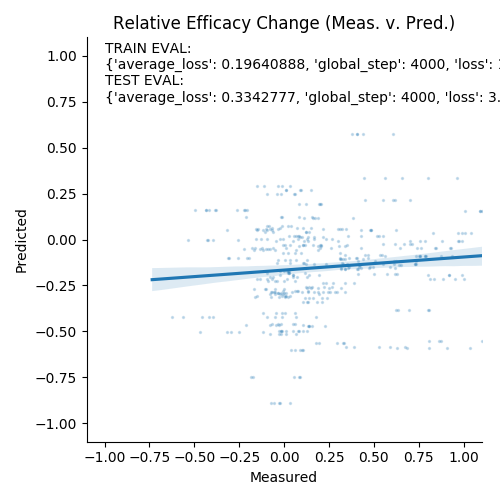 Relative Efficacy Change (Meas. v. Pred.)
TRAIN EVAL:
{'average_loss': 0.19640888, 'global_step': 4000, 'loss':
TEST EVAL:
{'average_loss': 0.3342777, 'global_step': 4000, 'loss': 3.
1.00
0.75
0.50
0.25
0.00
−0.25
−0.50
−0.75
−1.00
Predicted
−1.00 −0.75 −0.50 −0.25 0.00 0.25 0.50 0.75 1.00
Measured